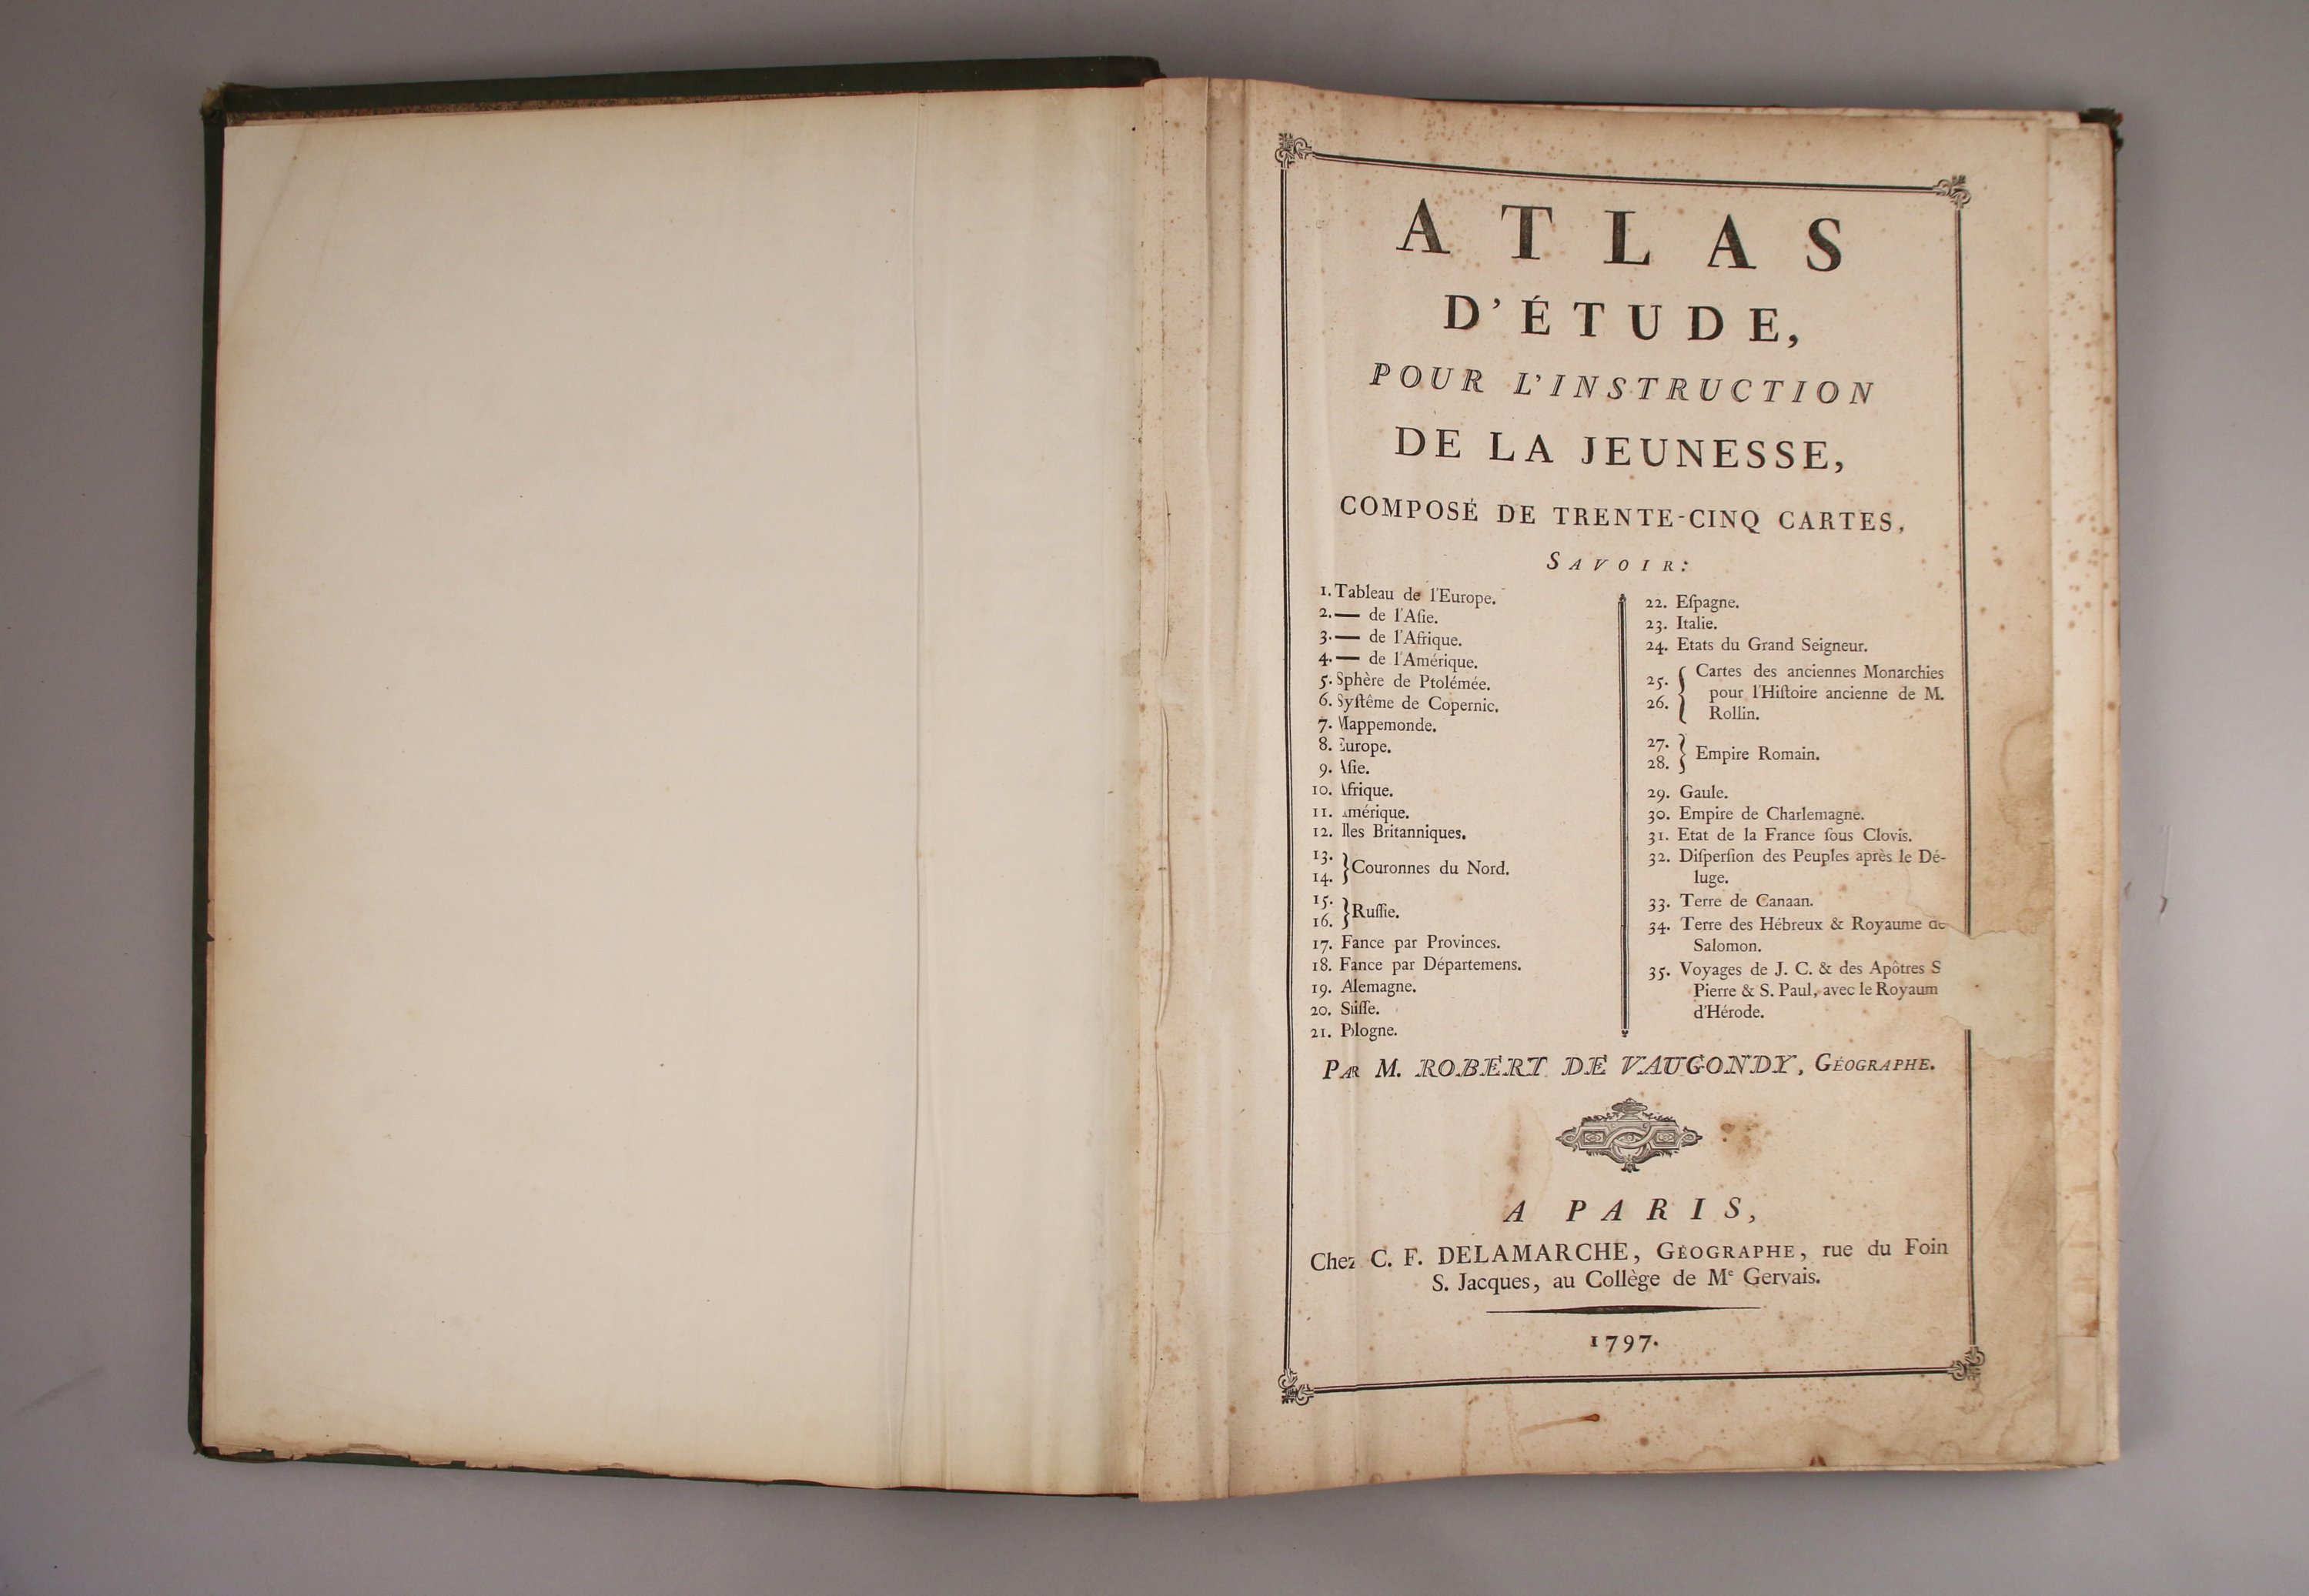 ATLAS
D'ÉTUDE,
POUR L'INSTRUCTION
DE LA JEUNESSE,
COMPOSÉ DE TRENTE-CINQ CARTES,
SAVOIR:
1. Tableau de l'Europe.
2. — de l'Aſie.
3. — de l'Afrique.
4. — de l'Amérique.
5. Sphère de Ptolémée.
6. Syſtême de Copernic.
7. Mappemonde.
8. Europe.
9. Aſie.
10. Afrique.
11. Amérique.
12. Iles Britanniques.
13.
14. } Couronnes du Nord.
15.
16. } Ruſſie.
17. Fance par Provinces.
18. Fance par Départemens.
19. Alemagne.
20. Suiſſe.
21. Pologne.
22. Eſpagne.
23. Italie.
24. Etats du Grand Seigneur.
25. { Cartes des anciennes Monarchies
26. pour l'Hiſtoire ancienne de M.
Rollin.
27.
28. } Empire Romain.
29. Gaule.
30. Empire de Charlemagne.
31. Etat de la France ſous Clovis.
32. Diſperſion des Peuples après le Dé-
luge.
33. Terre de Canaan.
34. Terre des Hébreux & Royaume de
Salomon.
35. Voyages de J. C. & des Apôtres S
Pierre & S. Paul, avec le Royaum
d'Hérode.
PAR M. ROBERT DE VAUGONDY, GÉOGRAPHE.
A PARIS,
Chez C. F. DELAMARCHE, GÉOGRAPHE, rue du Foin
S. Jacques, au Collège de Me Gervais.
1797.